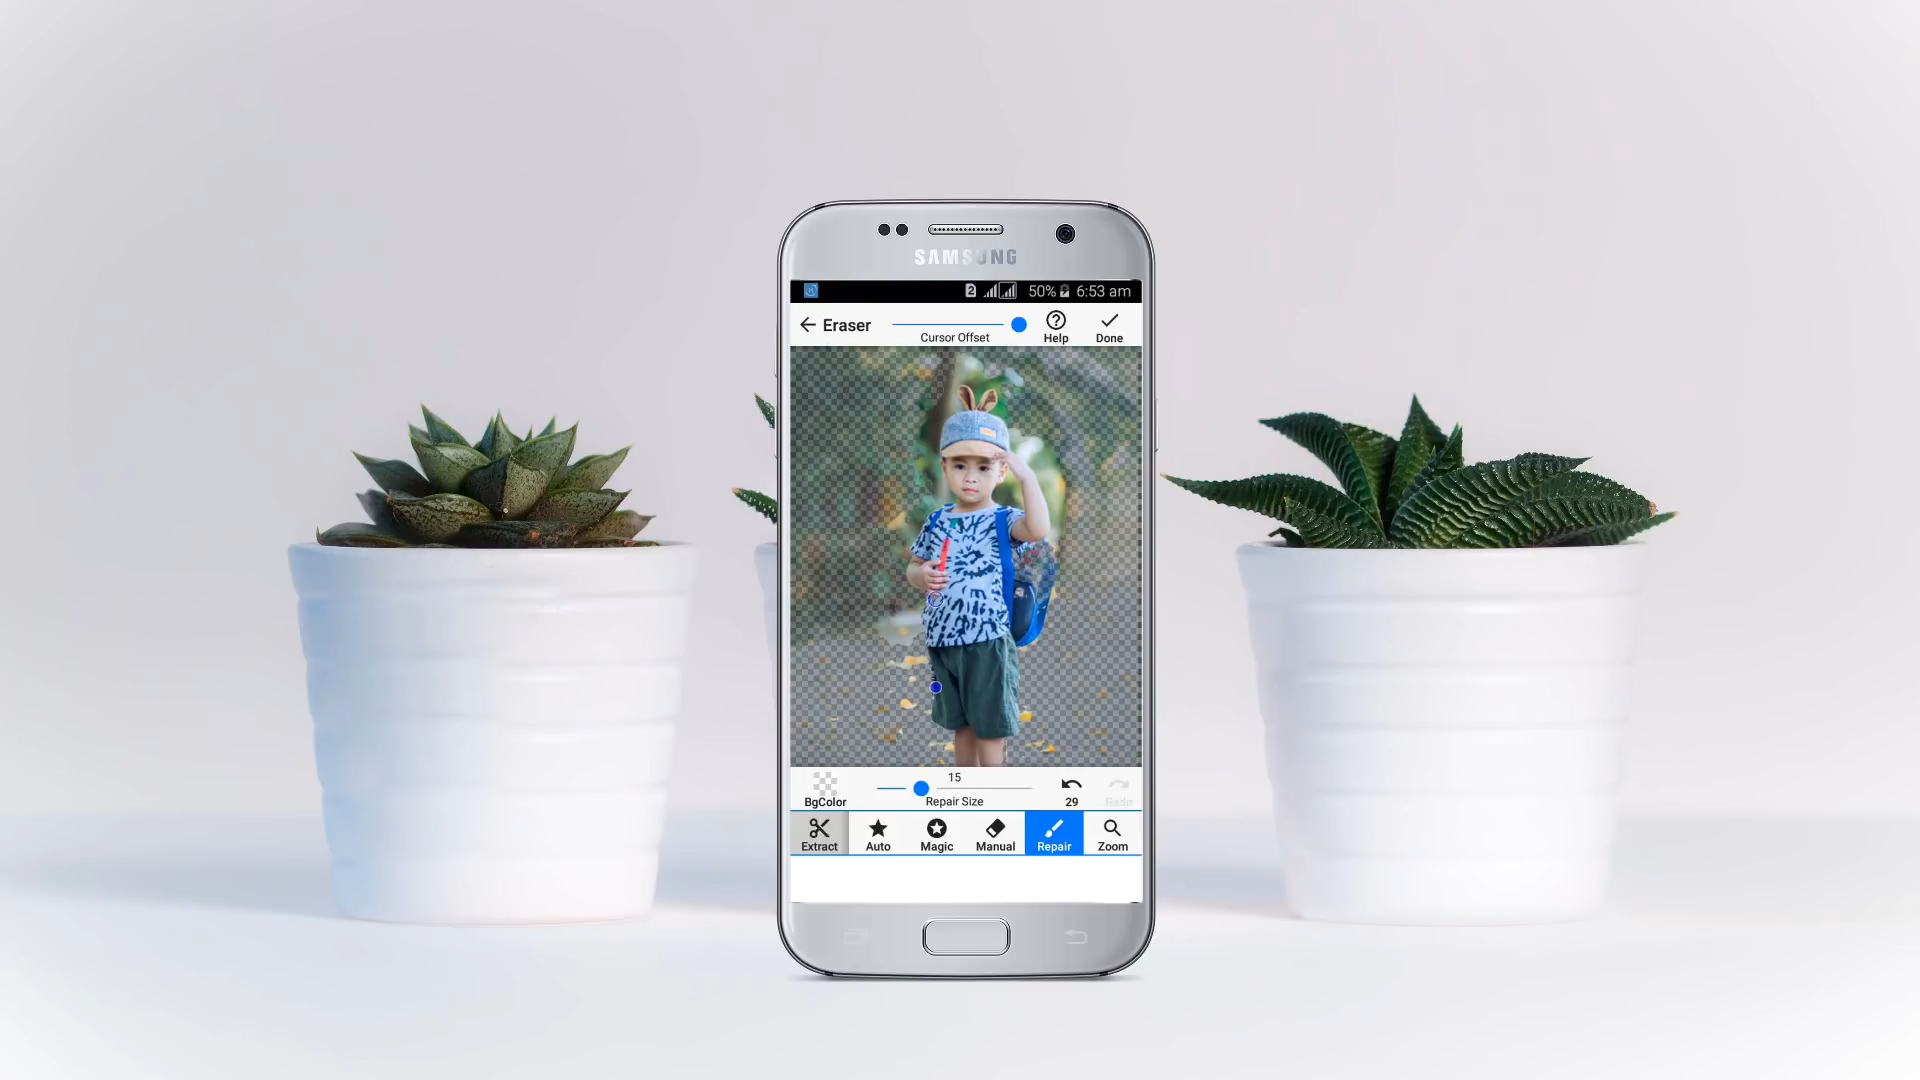 SAMSUNG
2 50% 6:53 am
Eraser
Cursor Offset
Help
Done
15
BgColor
Repair Size
29
Redo
Extract
Auto
Magic
Manual
Repair
Zoom